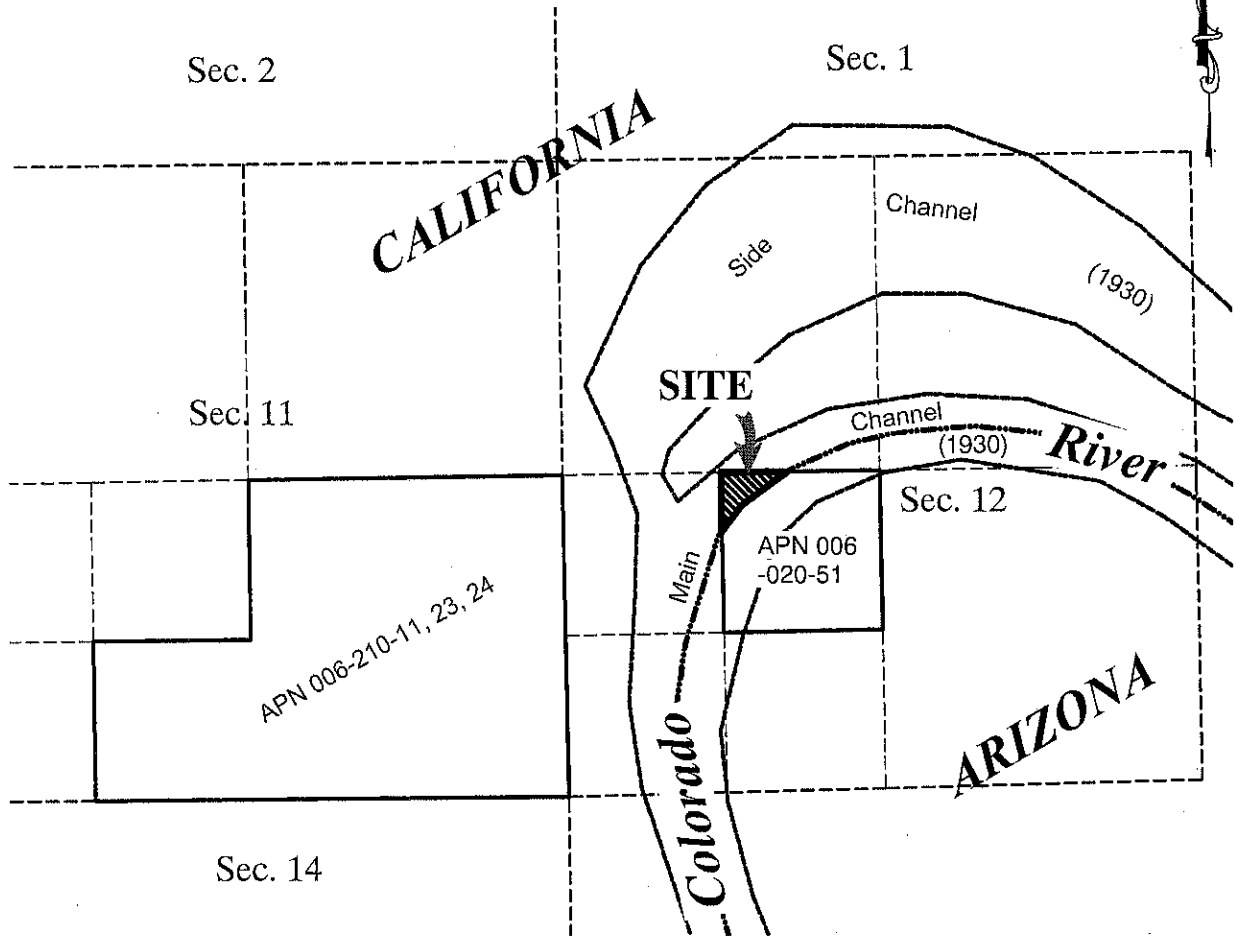 Sec. 2
Sec. 1
CALIFORNIA
Side
Channel
(1930)
SITE
Sec. 11
Channel
(1930)
River
Sec. 12
APN 006
-020-51
Main
APN 006-210-11, 23, 24
Colorado
ARIZONA
Sec. 14